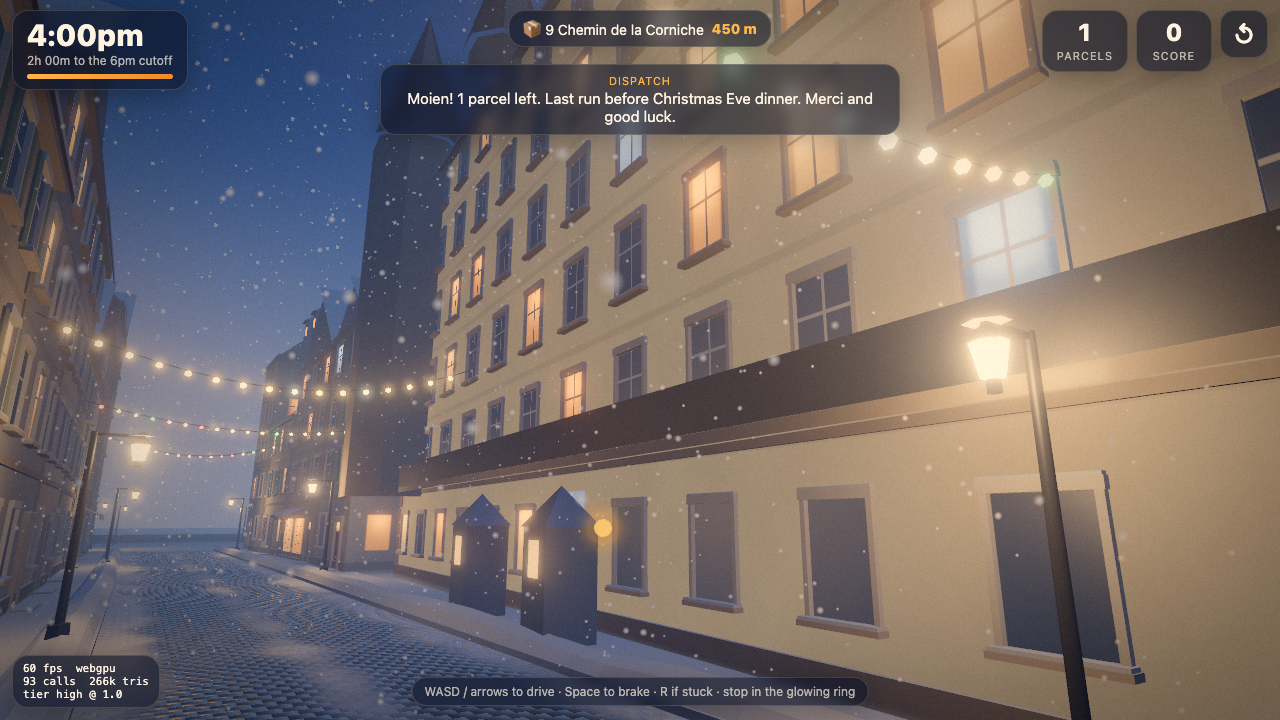 4:00pm
2h 00m to the 6pm cutoff
9 Chemin de la Corniche 450 m
1
PARCELS
0
SCORE
DISPATCH
Moien! 1 parcel left. Last run before Christmas Eve dinner. Merci and
good luck.
60 fps webgpu
93 calls 266k tris
tier high @ 1.0
WASD / arrows to drive · Space to brake · R if stuck · stop in the glowing ring